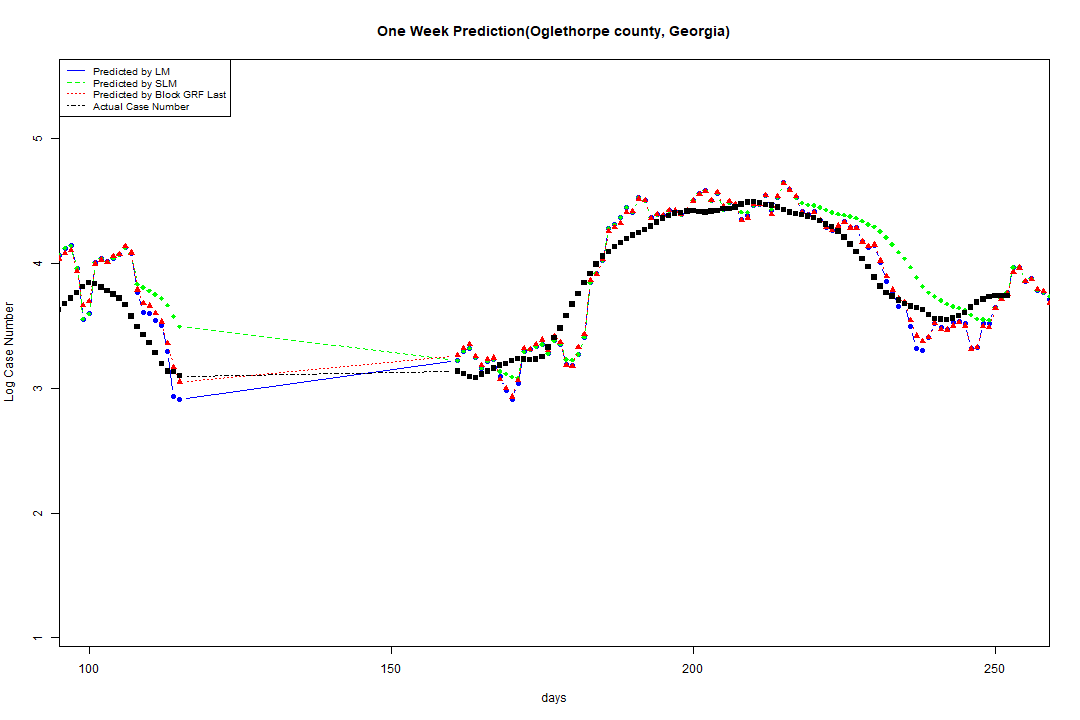 One Week Prediction(Oglethorpe county, Georgia)
Predicted by LM
Predicted by SLM
Predicted by Block GRF Last
Actual Case Number
Log Case Number
5
4
3
2
1
100 150 200 250
days